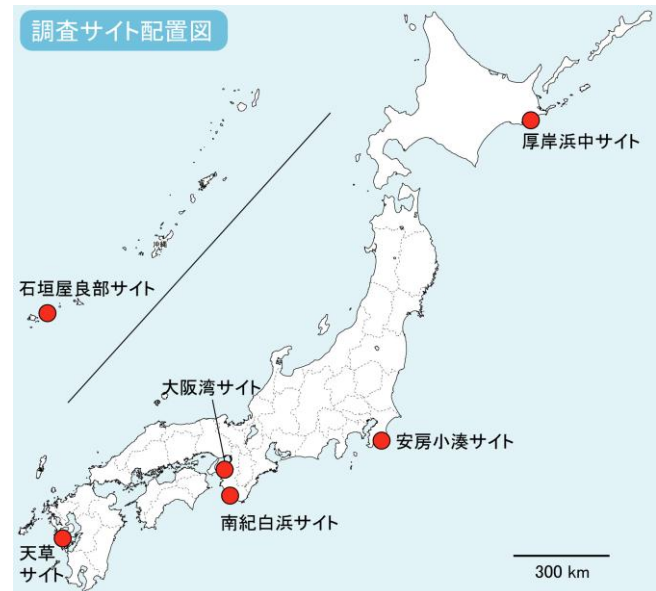 調査サイト配置図
厚岸浜中サイト
沖縄
石垣屋良部サイト
大阪湾サイト
安房小湊サイト
南紀白浜サイト
天草
サイト
300 km